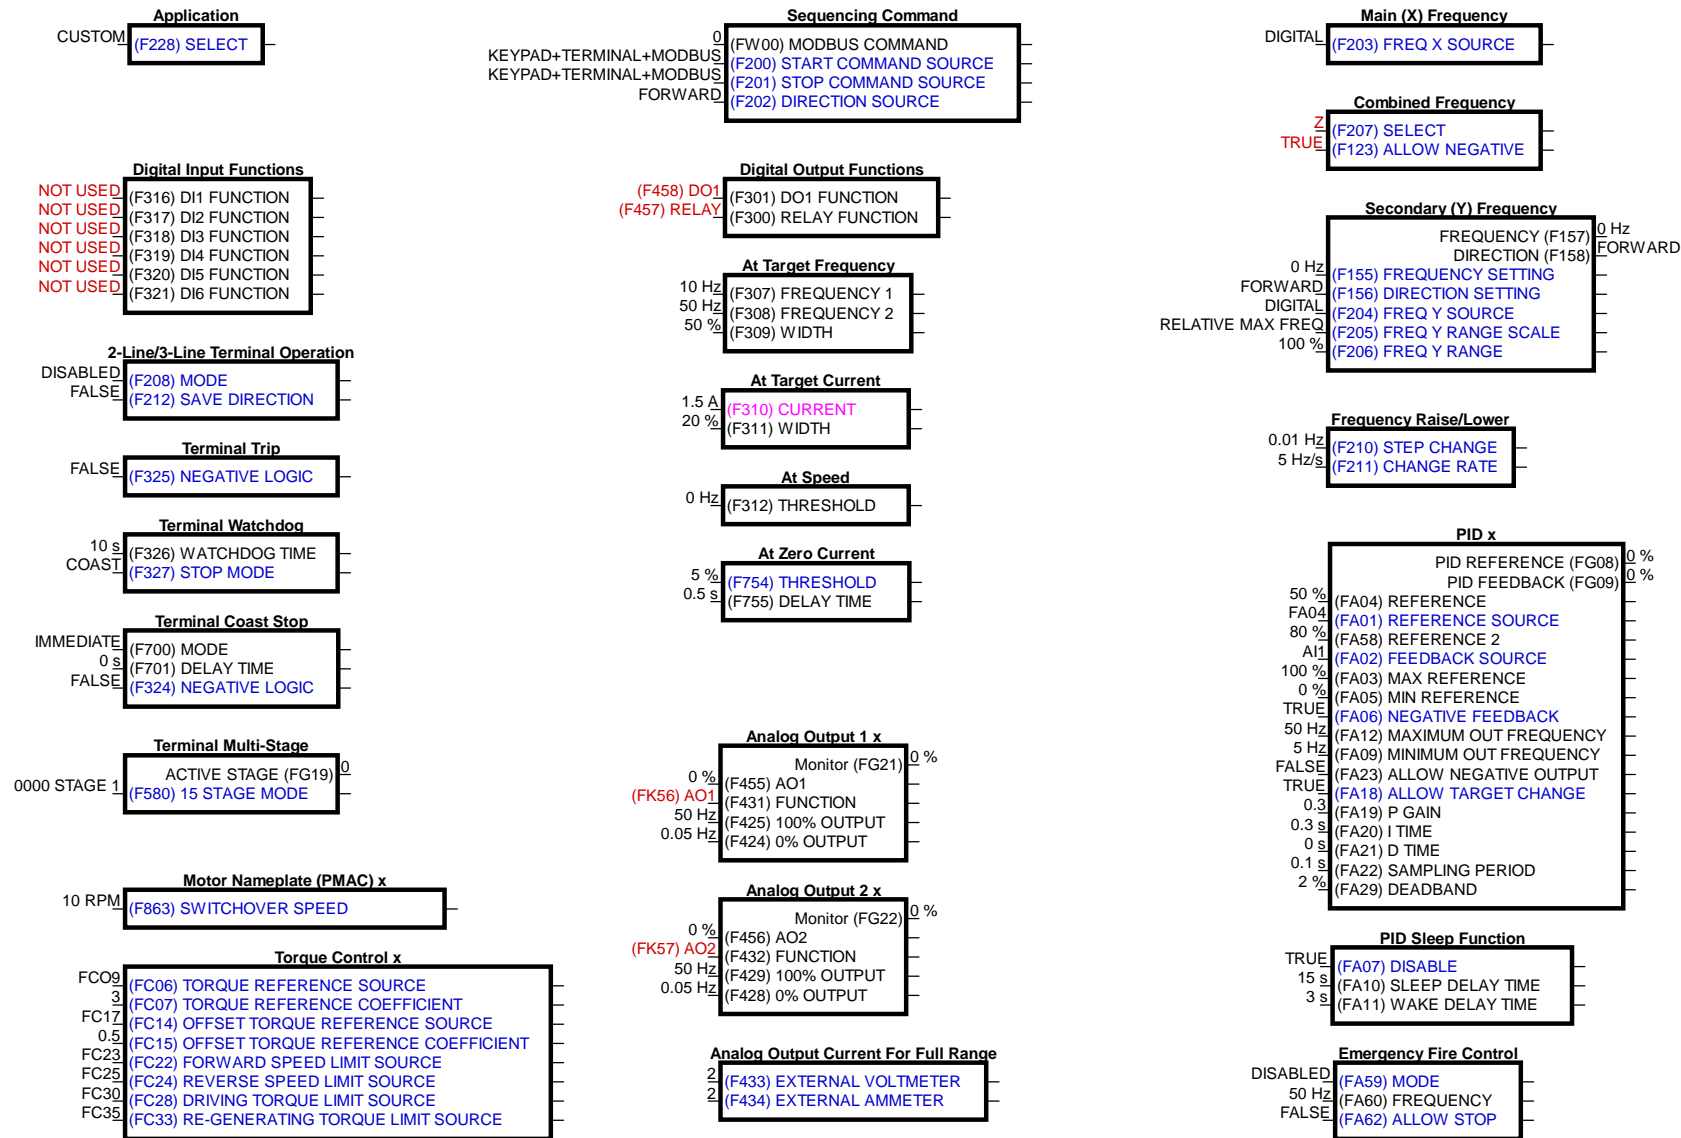 Application
CUSTOM
(F228) SELECT
Digital Input Functions
NOT USED (F316) DI1 FUNCTION
NOT USED (F317) DI2 FUNCTION
NOT USED (F318) DI3 FUNCTION
NOT USED (F319) DI4 FUNCTION
NOT USED (F320) DI5 FUNCTION
NOT USED (F321) DI6 FUNCTION
2-Line/3-Line Terminal Operation
DISABLED (F208) MODE
FALSE (F212) SAVE DIRECTION
Terminal Trip
FALSE (F325) NEGATIVE LOGIC
Terminal Watchdog
10 s (F326) WATCHDOG TIME
COAST (F327) STOP MODE
Terminal Coast Stop
IMMEDIATE (F700) MODE
0 s (F701) DELAY TIME
FALSE (F324) NEGATIVE LOGIC
Terminal Multi-Stage
ACTIVE STAGE (FG19) 0
0000 STAGE 1 (F580) 15 STAGE MODE
Motor Nameplate (PMAC) x
10 RPM (F863) SWITCHOVER SPEED
Torque Control x
FCO9 (FC06) TORQUE REFERENCE SOURCE
3 (FC07) TORQUE REFERENCE COEFFICIENT
FC17 (FC14) OFFSET TORQUE REFERENCE SOURCE
0.5 (FC15) OFFSET TORQUE REFERENCE COEFFICIENT
FC23 (FC22) FORWARD SPEED LIMIT SOURCE
FC25 (FC24) REVERSE SPEED LIMIT SOURCE
FC30 (FC28) DRIVING TORQUE LIMIT SOURCE
FC35 (FC33) RE-GENERATING TORQUE LIMIT SOURCE
Sequencing Command
0 (FW00) MODBUS COMMAND
KEYPAD+TERMINAL+MODBUS (F200) START COMMAND SOURCE
KEYPAD+TERMINAL+MODBUS (F201) STOP COMMAND SOURCE
FORWARD (F202) DIRECTION SOURCE
Digital Output Functions
(F458) DO1 (F301) DO1 FUNCTION
(F457) RELAY (F300) RELAY FUNCTION
At Target Frequency
10 Hz (F307) FREQUENCY 1
50 Hz (F308) FREQUENCY 2
50 % (F309) WIDTH
At Target Current
1.5 A (F310) CURRENT
20 % (F311) WIDTH
At Speed
0 Hz (F312) THRESHOLD
At Zero Current
5 % (F754) THRESHOLD
0.5 s (F755) DELAY TIME
Analog Output 1 x
Monitor (FG21) 0 %
0 % (F455) AO1
(FK56) AO1 (F431) FUNCTION
50 Hz (F425) 100% OUTPUT
0.05 Hz (F424) 0% OUTPUT
Analog Output 2 x
Monitor (FG22) 0 %
0 % (F456) AO2
(FK57) AO2 (F432) FUNCTION
50 Hz (F429) 100% OUTPUT
0.05 Hz (F428) 0% OUTPUT
Analog Output Current For Full Range
2 (F433) EXTERNAL VOLTMETER
2 (F434) EXTERNAL AMMETER
Main (X) Frequency
DIGITAL (F203) FREQ X SOURCE
Combined Frequency
Z (F207) SELECT
TRUE (F123) ALLOW NEGATIVE
Secondary (Y) Frequency
FREQUENCY (F157) 0 Hz
DIRECTION (F158) FORWARD
0 Hz (F155) FREQUENCY SETTING
FORWARD (F156) DIRECTION SETTING
DIGITAL (F204) FREQ Y SOURCE
RELATIVE MAX FREQ (F205) FREQ Y RANGE SCALE
100 % (F206) FREQ Y RANGE
Frequency Raise/Lower
0.01 Hz (F210) STEP CHANGE
5 Hz/s (F211) CHANGE RATE
PID x
PID REFERENCE (FG08) 0 %
PID FEEDBACK (FG09) 0 %
50 % (FA04) REFERENCE
FA04 (FA01) REFERENCE SOURCE
80 % (FA58) REFERENCE 2
AI1 (FA02) FEEDBACK SOURCE
100 % (FA03) MAX REFERENCE
0 % (FA05) MIN REFERENCE
TRUE (FA06) NEGATIVE FEEDBACK
50 Hz (FA12) MAXIMUM OUT FREQUENCY
5 Hz (FA09) MINIMUM OUT FREQUENCY
FALSE (FA23) ALLOW NEGATIVE OUTPUT
TRUE (FA18) ALLOW TARGET CHANGE
0.3 (FA19) P GAIN
0.3 s (FA20) I TIME
0 s (FA21) D TIME
0.1 s (FA22) SAMPLING PERIOD
2 % (FA29) DEADBAND
PID Sleep Function
TRUE (FA07) DISABLE
15 s (FA10) SLEEP DELAY TIME
3 s (FA11) WAKE DELAY TIME
Emergency Fire Control
DISABLED (FA59) MODE
50 Hz (FA60) FREQUENCY
FALSE (FA62) ALLOW STOP